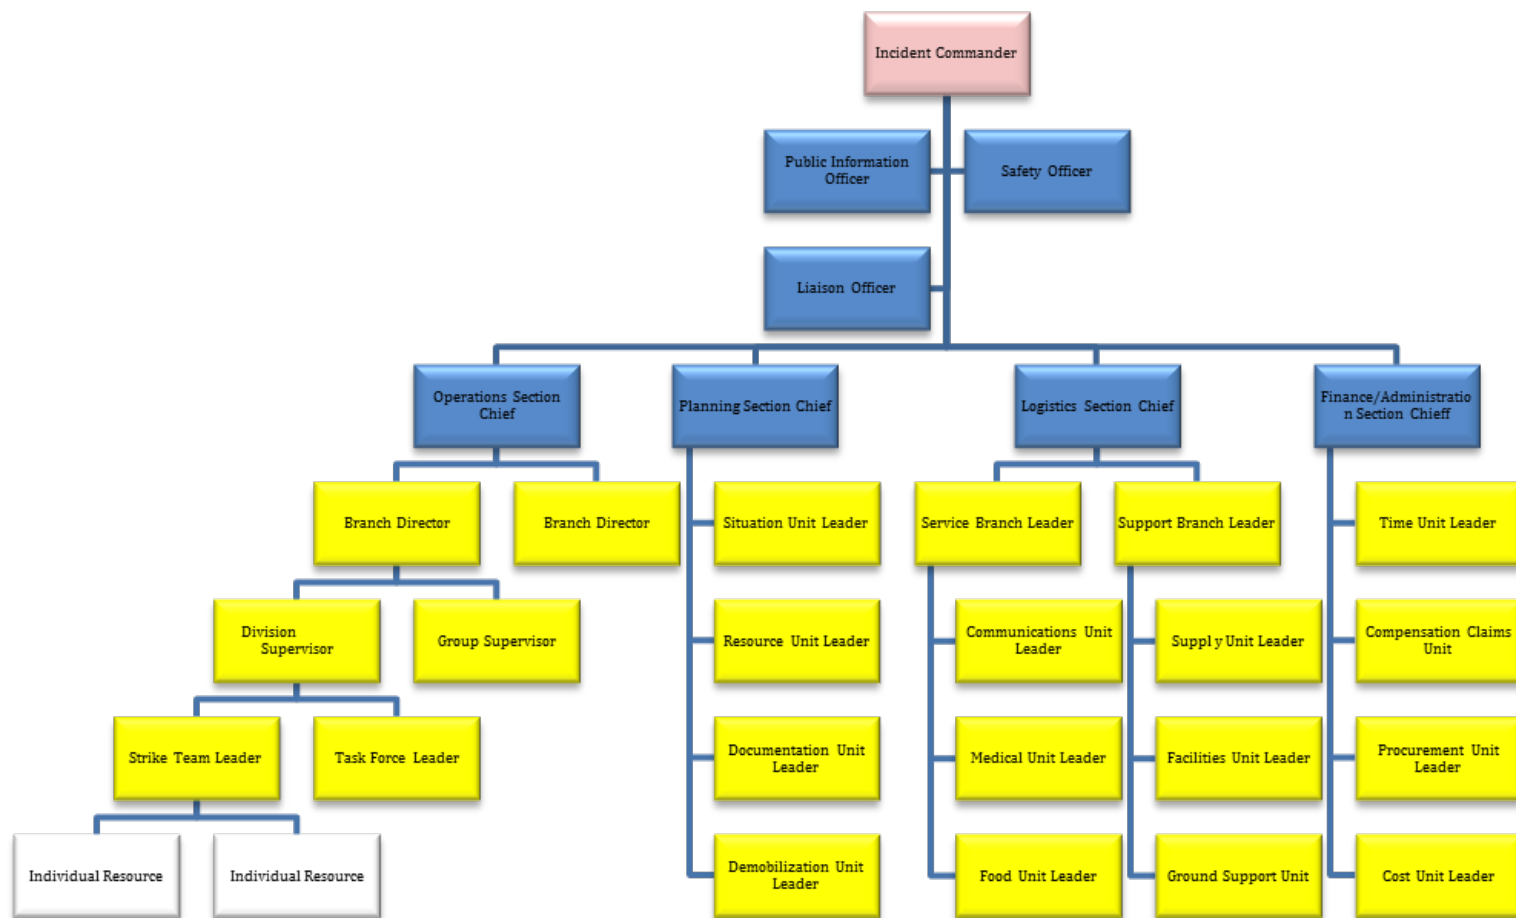 Incident Commander
Public Information
Officer
Safety Officer
Liaison Officer
Operations Section
Chief
Planning Section Chief
Logistics Section Chief
Finance/Administratio
n Section Chieff
Branch Director
Branch Director
Situation Unit Leader
Service Branch Leader
Support Branch Leader
Time Unit Leader
Division
Supervisor
Group Supervisor
Resource Unit Leader
Communications Unit
Leader
Supply Unit Leader
Compensation Claims
Unit
Strike Team Leader
Task Force Leader
Documentation Unit
Leader
Medical Unit Leader
Facilities Unit Leader
Procurement Unit
Leader
Individual Resource
Individual Resource
Demobilization Unit
Leader
Food Unit Leader
Ground Support Unit
Cost Unit Leader